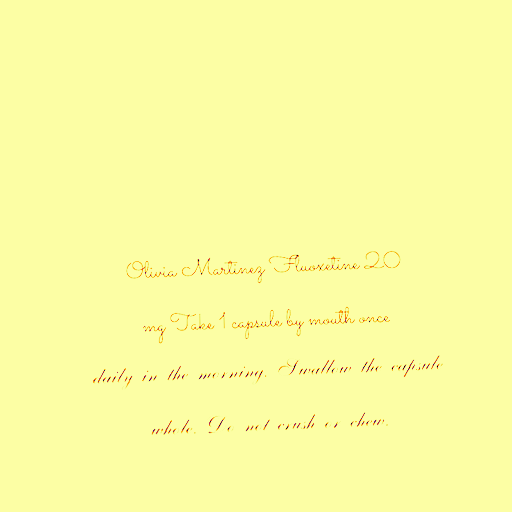 Olivia Martinez Fluoxetine 20
mg Take 1 capsule by mouth once
daily in the morning. Swallow the capsule
whole. Do not crush or chew.